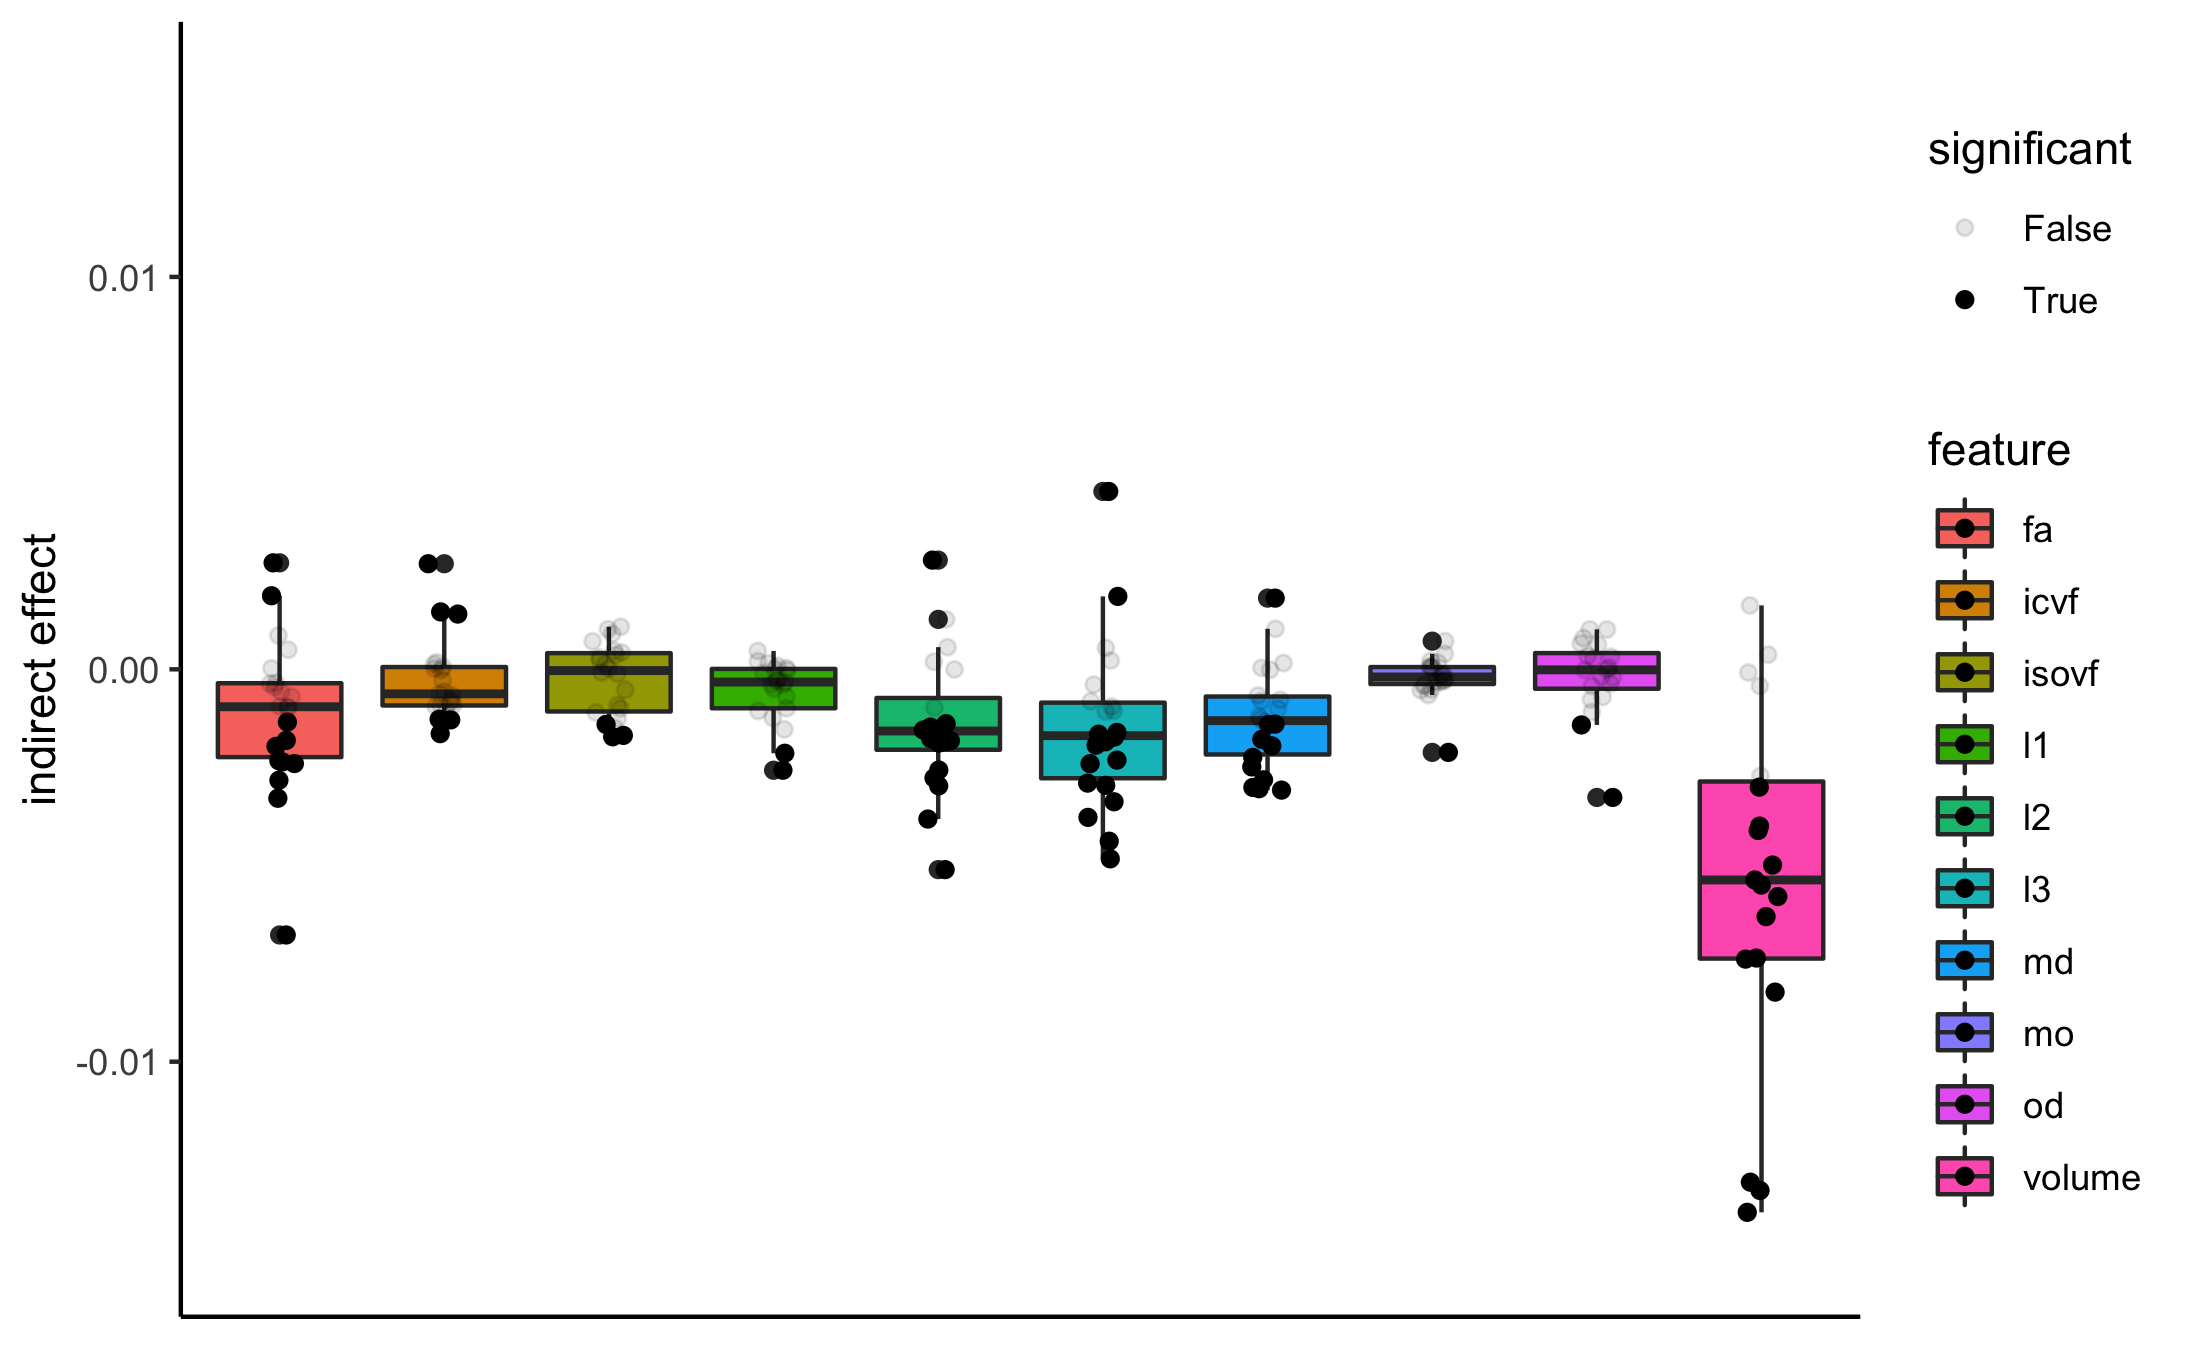 indirect effect
0.01
0.00
-0.01
significant
False
True
feature
fa
icvf
isovf
l1
l2
l3
md
mo
od
volume